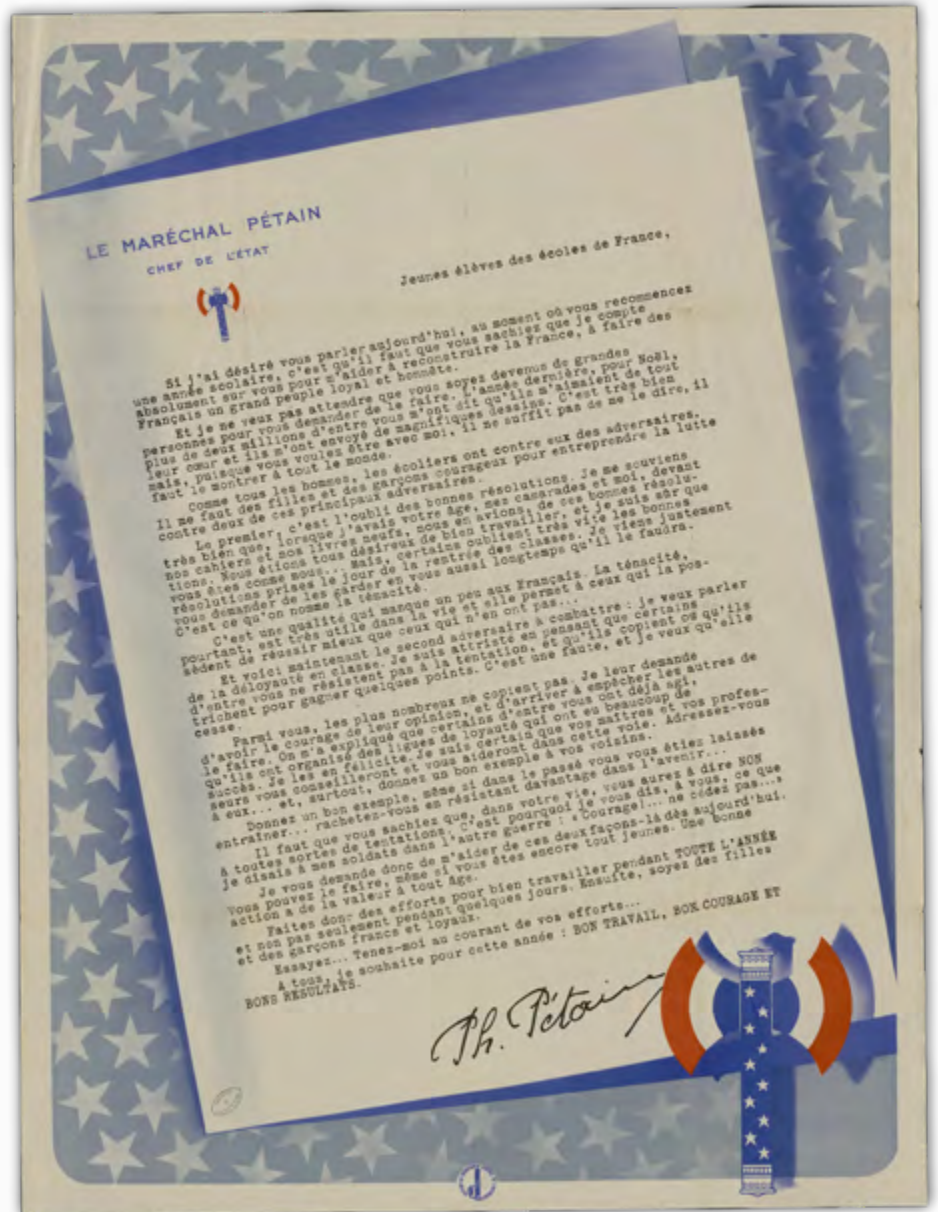 LE MARÉCHAL PÉTAIN
CHEF DE L'ÉTAT
Jeunes élèves des écoles de France,
Si j'ai désiré vous parler aujourd'hui, au moment où vous recommencez
une année scolaire, c'est qu'il faut que vous sachiez que je compte
absolument sur vous pour m'aider à reconstruire la France, à faire des
Français un grand peuple loyal et honnête.
Et je ne veux pas attendre que vous soyez devenus de grandes
personnes pour vous demander de le faire. L'année dernière, pour Noël,
plus de deux millions d'entre vous m'ont dit qu'ils m'aimaient de tout
leur cœur et ils m'ont envoyé de magnifiques dessins. C'est très bien
mais, puisque vous voulez être avec moi, il ne suffit pas de me le dire, il
faut le montrer à tout le monde.
Comme tous les hommes, les écoliers ont contre eux des adversaires.
Il me faut des filles et des garçons courageux pour entreprendre la lutte
contre deux de ces principaux adversaires.
Le premier, c'est l'oubli des bonnes résolutions. Je me souviens
très bien que, lorsque j'avais votre âge, mes camarades et moi, devant
nos cahiers et nos livres neufs, nous en avions, de ces bonnes résolu-
tions. Nous étions tous désireux de bien travailler, et je suis sûr que
vous êtes comme nous... Mais, certains oublient très vite les bonnes
résolutions prises le jour de la rentrée des classes. Je viens justement
vous demander de les garder en vous aussi longtemps qu'il le faudra.
C'est ce qu'on nomme la ténacité.
C'est une qualité qui manque un peu aux Français. La ténacité,
pourtant, est très utile dans la vie et elle permet à ceux qui la pos-
sèdent de réussir mieux que ceux qui n'en ont pas...
Et voici maintenant le second adversaire à combattre : je veux parler
de la déloyauté en classe. Je suis attristé en pensant que certains
d'entre vous ne résistent pas à la tentation, et qu'ils copient ou qu'ils
trichent pour gagner quelques points. C'est une faute, et je veux qu'elle
cesse.
Parmi vous, les plus nombreux ne copient pas. Je leur demande
d'avoir le courage de leur opinion, et d'arriver à empêcher les autres de
le faire. On m'a expliqué que certains d'entre vous ont déjà agi,
qu'ils ont organisé des ligues de loyauté qui ont eu beaucoup de
succès. Je les en félicite. Je suis certain que vos maîtres et vos profes-
seurs vous conseilleront et vous aideront dans cette voie. Adressez-vous
à eux... et, surtout, donnez un bon exemple à vos voisins.
Donnez un bon exemple, même si dans le passé vous vous étiez laissés
entraîner... rachetez-vous en résistant davantage dans l'avenir...
Il faut que vous sachiez que, dans votre vie, vous aurez à dire NON
à toutes sortes de tentations. C'est pourquoi je vous dis, à vous, ce que
je disais à mes soldats dans l'autre guerre : «Courage!... ne cédez pas...»
Je vous demande donc de m'aider de ces deux façons-là dès aujourd'hui.
Vous pouvez le faire, même si vous êtes encore tout jeunes. Une bonne
action a de la valeur à tout âge.
Faites donc des efforts pour bien travailler pendant TOUTE L'ANNÉE
et non pas seulement pendant quelques jours. Ensuite, soyez des filles
et des garçons francs et loyaux.
Essayez... Tenez-moi au courant de vos efforts...
A tous, je souhaite pour cette année : BON TRAVAIL, BON COURAGE ET
BONS RÉSULTATS.
Ph. Pétain